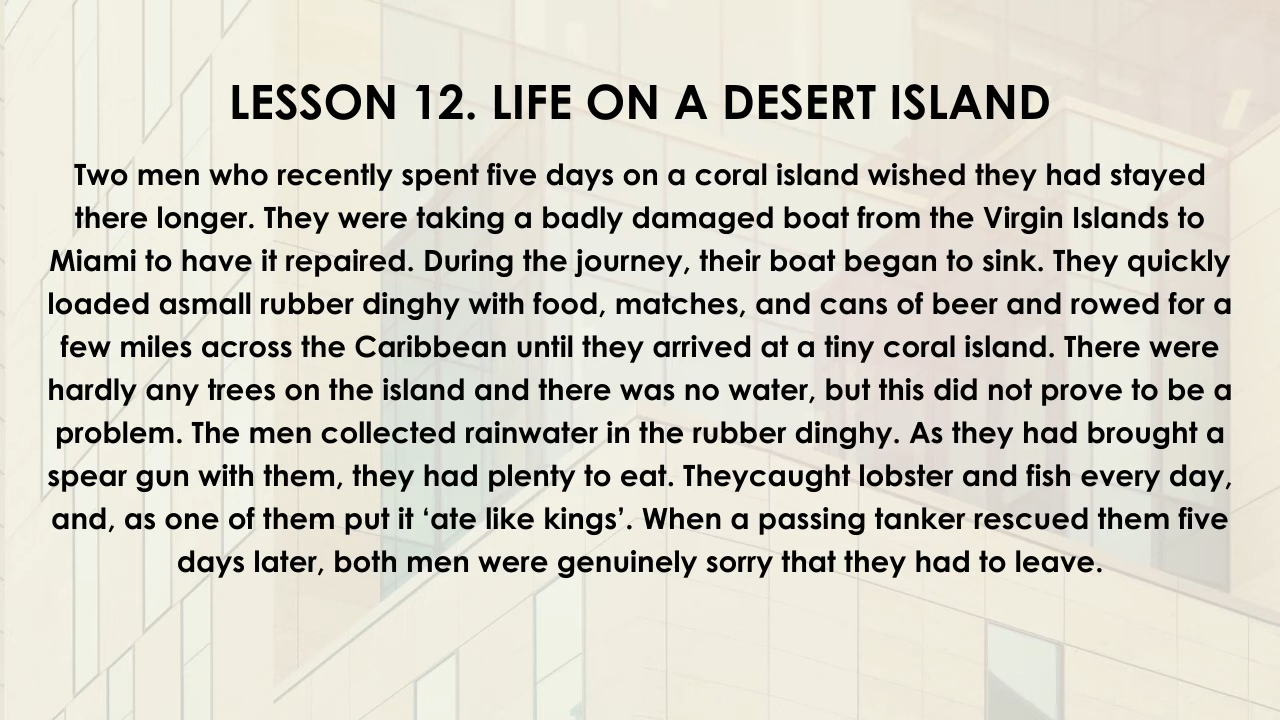 LESSON 12. LIFE ON A DESERT ISLAND
Two men who recently spent five days on a coral island wished they had stayed
there longer. They were taking a badly damaged boat from the Virgin Islands to
Miami to have it repaired. During the journey, their boat began to sink. They quickly
loaded asmall rubber dinghy with food, matches, and cans of beer and rowed for a
few miles across the Caribbean until they arrived at a tiny coral island. There were
hardly any trees on the island and there was no water, but this did not prove to be a
problem. The men collected rainwater in the rubber dinghy. As they had brought a
spear gun with them, they had plenty to eat. Theycaught lobster and fish every day,
and, as one of them put it ‘ate like kings’. When a passing tanker rescued them five
days later, both men were genuinely sorry that they had to leave.